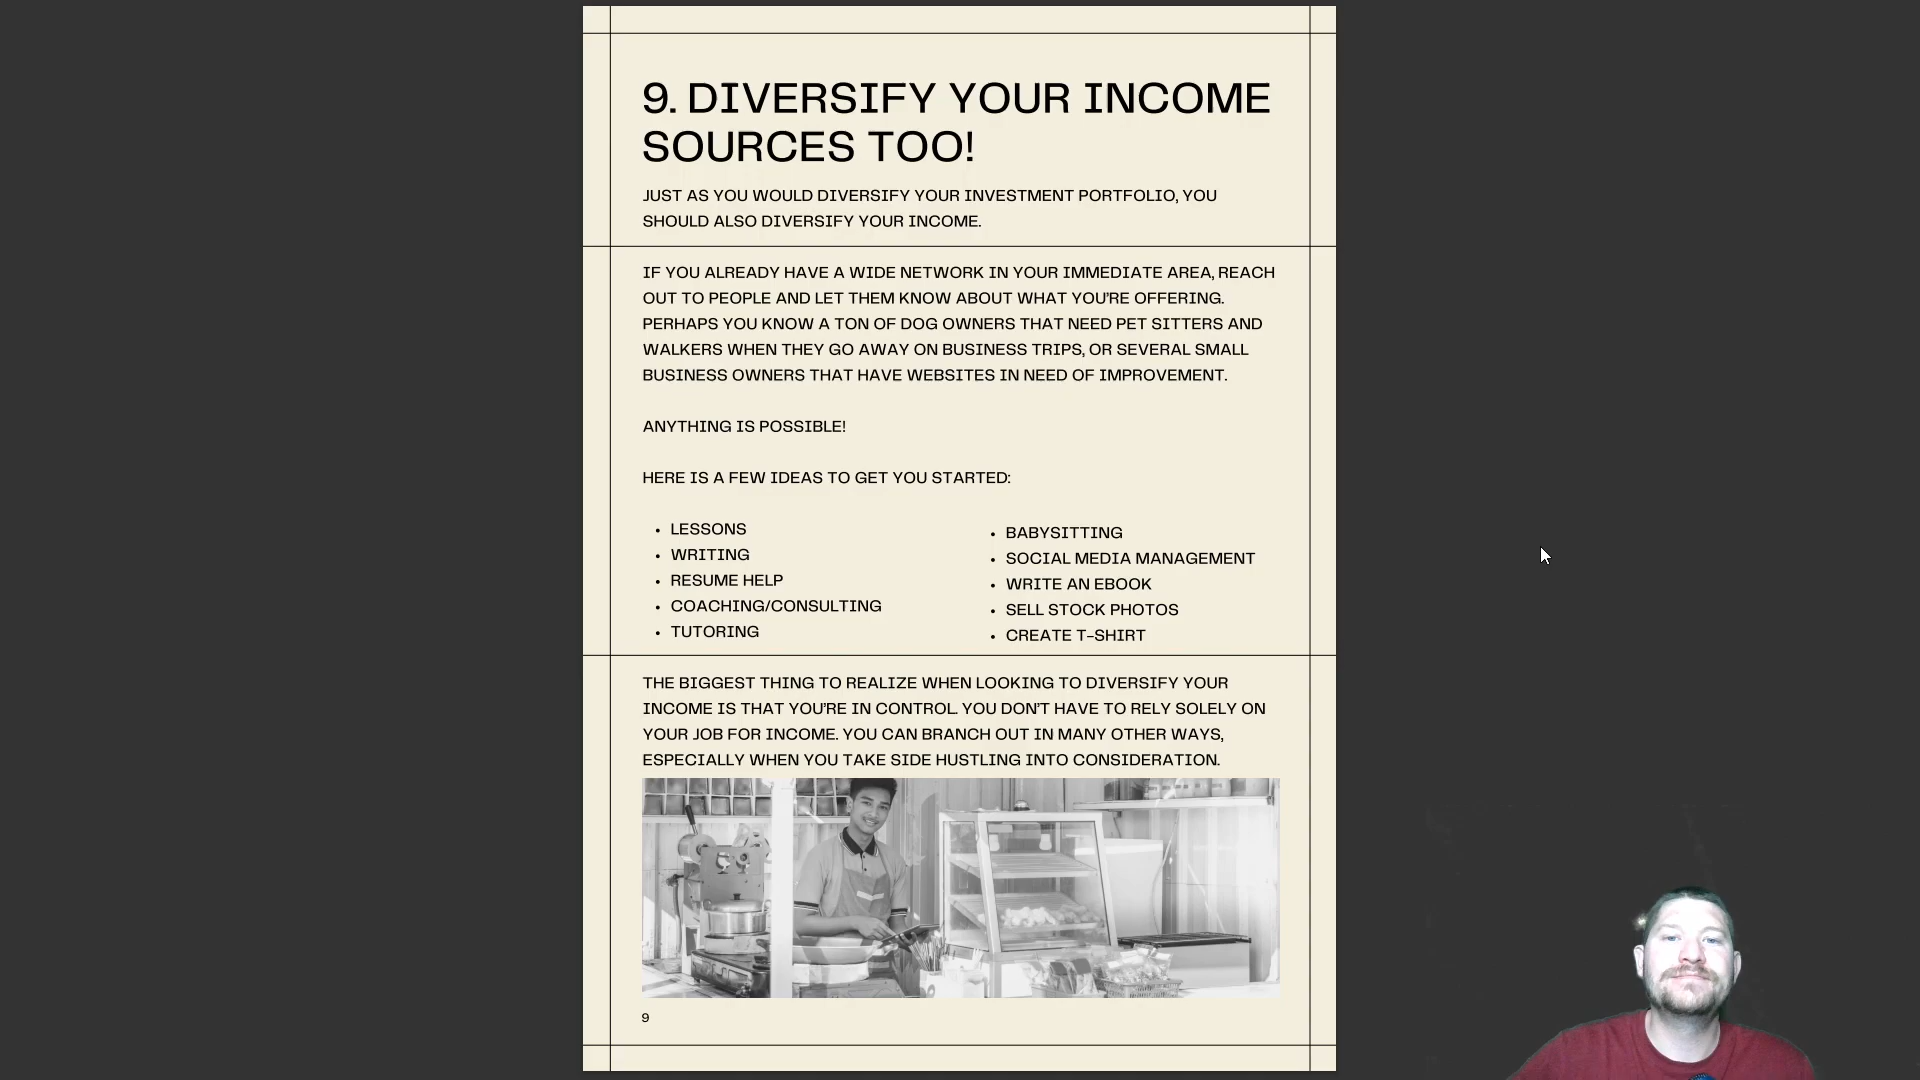 9. DIVERSIFY YOUR INCOME
SOURCES TOO!
JUST AS YOU WOULD DIVERSIFY YOUR INVESTMENT PORTFOLIO, YOU
SHOULD ALSO DIVERSIFY YOUR INCOME.
IF YOU ALREADY HAVE A WIDE NETWORK IN YOUR IMMEDIATE AREA, REACH
OUT TO PEOPLE AND LET THEM KNOW ABOUT WHAT YOU'RE OFFERING.
PERHAPS YOU KNOW A TON OF DOG OWNERS THAT NEED PET SITTERS AND
WALKERS WHEN THEY GO AWAY ON BUSINESS TRIPS, OR SEVERAL SMALL
BUSINESS OWNERS THAT HAVE WEBSITES IN NEED OF IMPROVEMENT.
ANYTHING IS POSSIBLE!
HERE IS A FEW IDEAS TO GET YOU STARTED:
• LESSONS
• WRITING
• RESUME HELP
• COACHING/CONSULTING
• TUTORING
• BABYSITTING
• SOCIAL MEDIA MANAGEMENT
• WRITE AN EBOOK
• SELL STOCK PHOTOS
• CREATE T-SHIRT
THE BIGGEST THING TO REALIZE WHEN LOOKING TO DIVERSIFY YOUR
INCOME IS THAT YOU'RE IN CONTROL. YOU DON'T HAVE TO RELY SOLELY ON
YOUR JOB FOR INCOME. YOU CAN BRANCH OUT IN MANY OTHER WAYS,
ESPECIALLY WHEN YOU TAKE SIDE HUSTLING INTO CONSIDERATION.
9